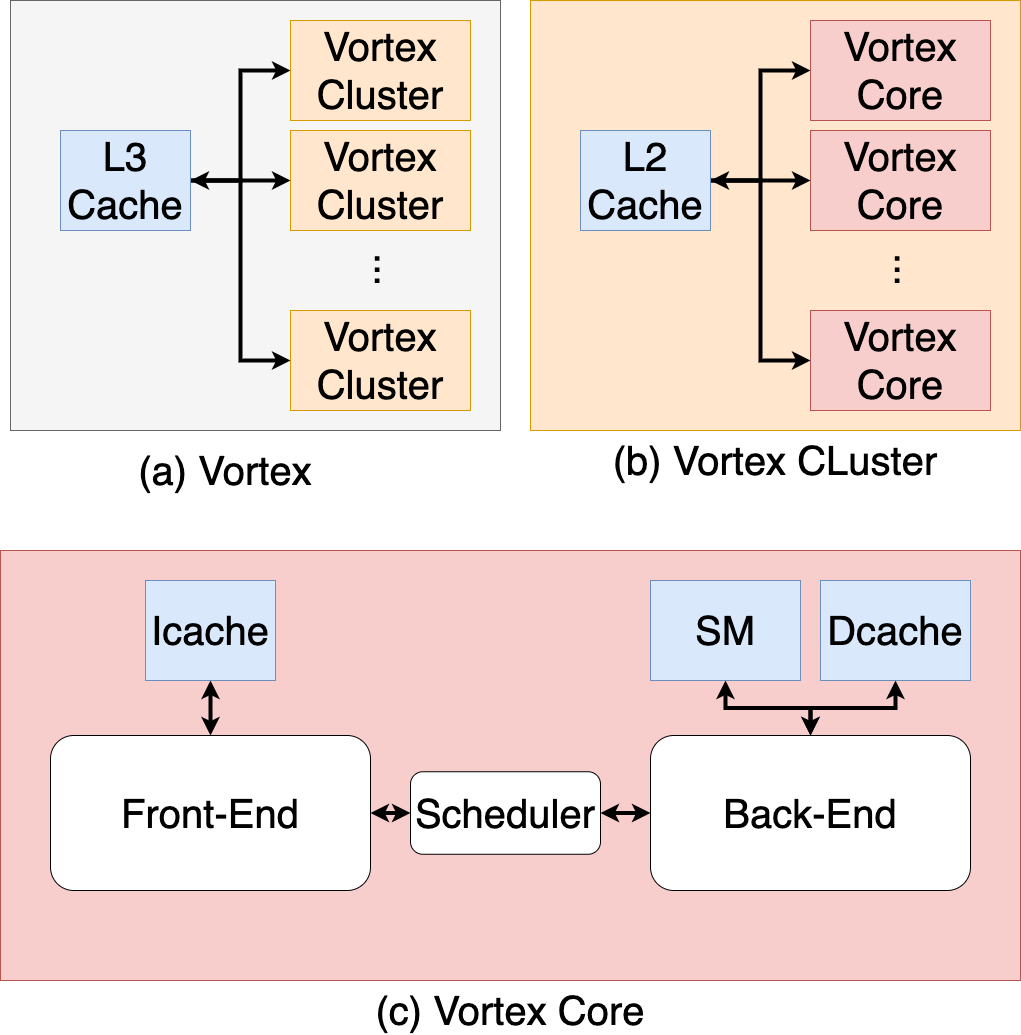 Vortex
Cluster
L3
Cache
Vortex
Cluster
⋮
Vortex
Cluster
(a) Vortex
Vortex
Core
L2
Cache
Vortex
Core
⋮
Vortex
Core
(b) Vortex CLuster
Icache
SM
Dcache
Front-End
Scheduler
Back-End
(c) Vortex Core